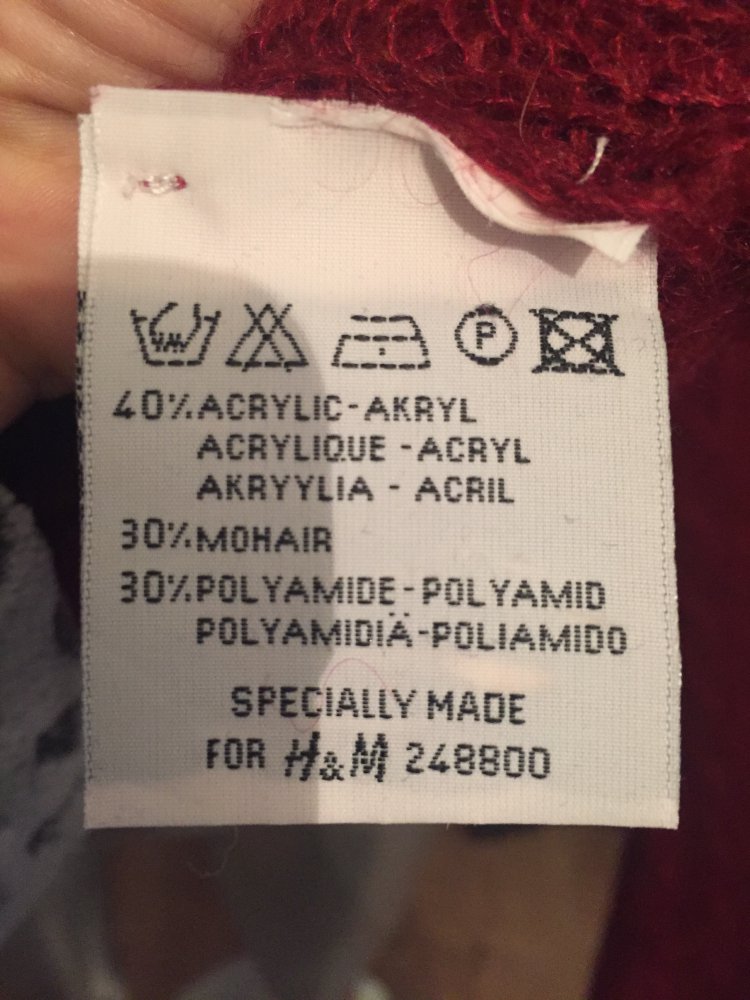 P
40% ACRYLIC-AKRYL
ACRYLIQUE-ACRYL
AKRYYLIA - ACRIL
30% MOHAIR
30% POLYAMIDE-POLYAMID
POLYAMIDIÄ-POLIAMIDO
SPECIALLY MADE
FOR H&M 248800